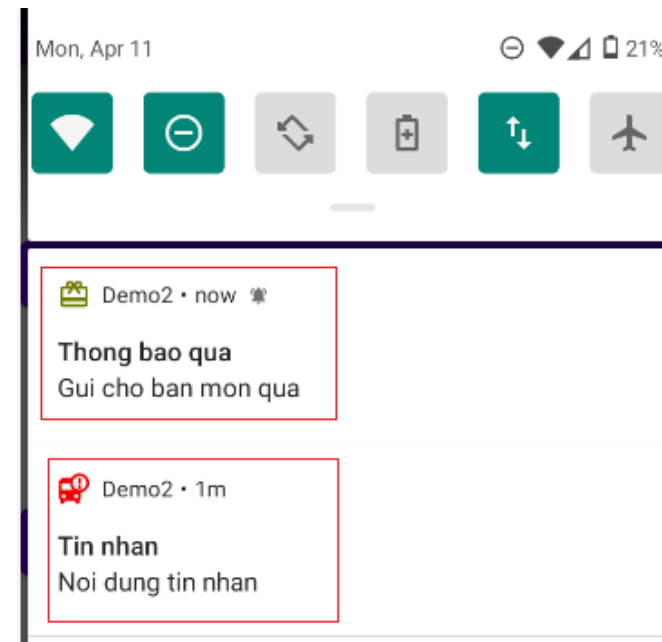 Mon, Apr 11
21%
Demo2 • now
Thong bao qua
Gui cho ban mon qua
Demo2 • 1m
Tin nhan
Noi dung tin nhan